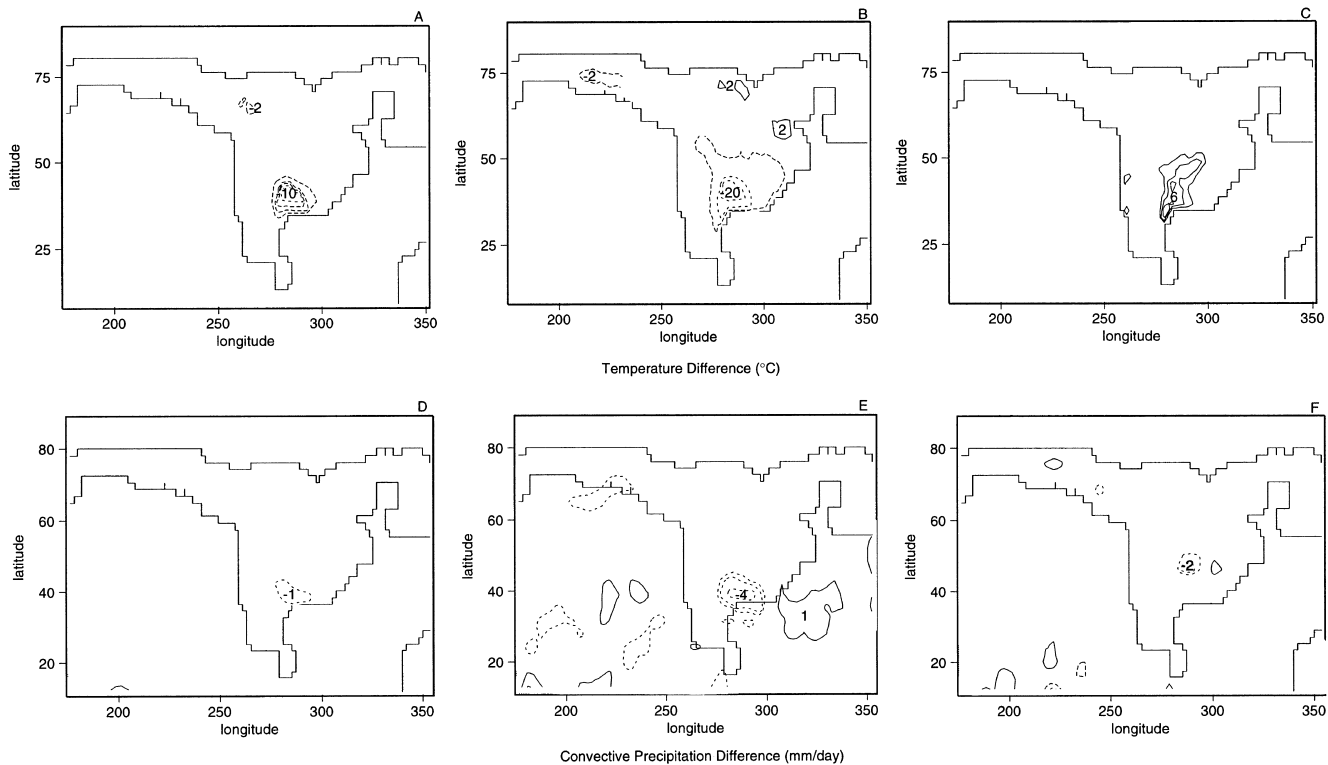 A
B
C
75
50
25
latitude
-2
10
200
250
300
350
longitude
75
50
25
latitude
-2
-2
2
-20
200
250
300
350
longitude
75
50
25
latitude
6
200
250
300
350
longitude
Temperature Difference (°C)
D
E
F
80
60
40
20
latitude
-1
200
250
300
350
longitude
80
60
40
20
latitude
-4
1
200
250
300
350
longitude
80
60
40
20
latitude
-2
200
250
300
350
longitude
Convective Precipitation Difference (mm/day)